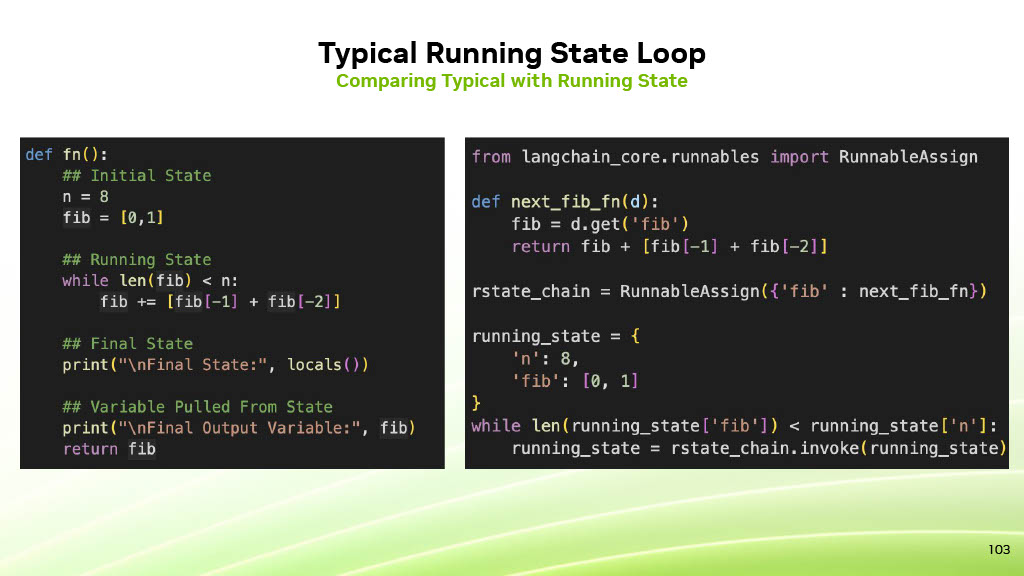 Typical Running State Loop
Comparing Typical with Running State
def fn():
    ## Initial State
    n = 8
    fib = [0,1]

    ## Running State
    while len(fib) < n:
        fib += [fib[-1] + fib[-2]]

    ## Final State
    print("\nFinal State:", locals())

    ## Variable Pulled From State
    print("\nFinal Output Variable:", fib)
    return fib
from langchain_core.runnables import RunnableAssign

def next_fib_fn(d):
    fib = d.get('fib')
    return fib + [fib[-1] + fib[-2]]

rstate_chain = RunnableAssign({'fib' : next_fib_fn})

running_state = {
    'n': 8,
    'fib': [0, 1]
}
while len(running_state['fib']) < running_state['n']:
    running_state = rstate_chain.invoke(running_state)
103